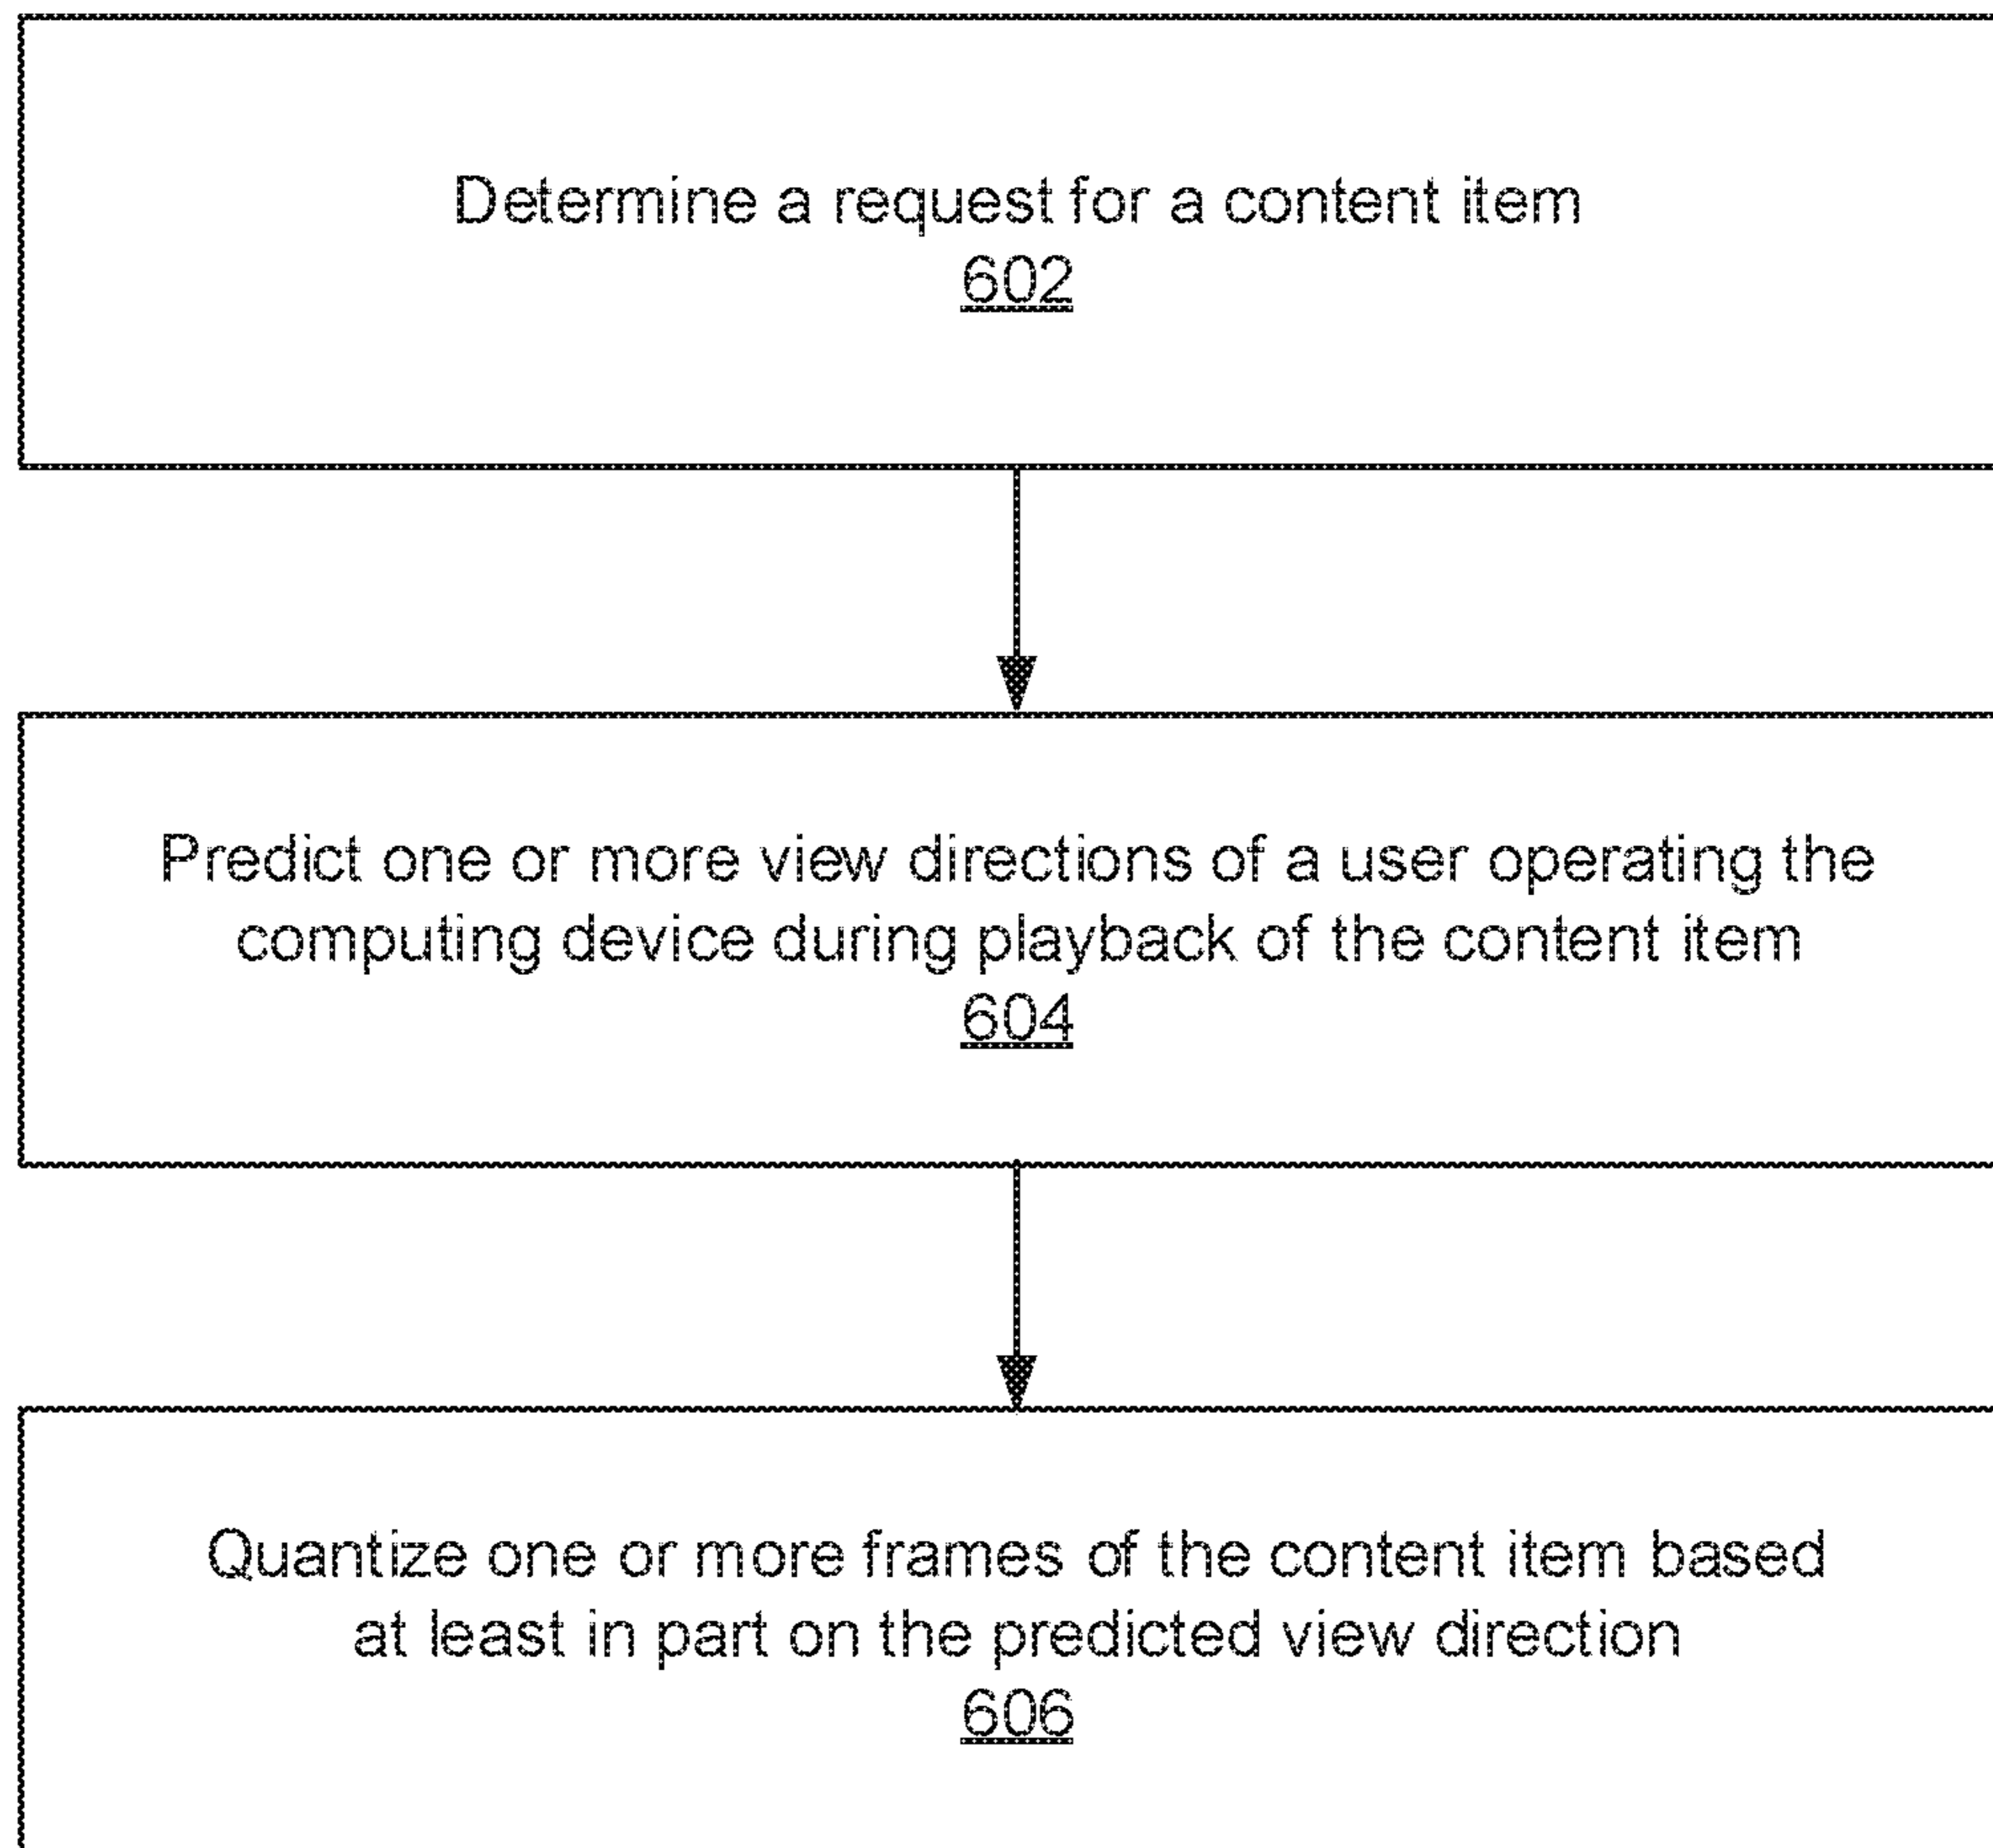 Determine a request for a content item
602
Predict one or more view directions of a user operating the
computing device during playback of the content item
604
Quantize one or more frames of the content item based
at least in part on the predicted view direction
606